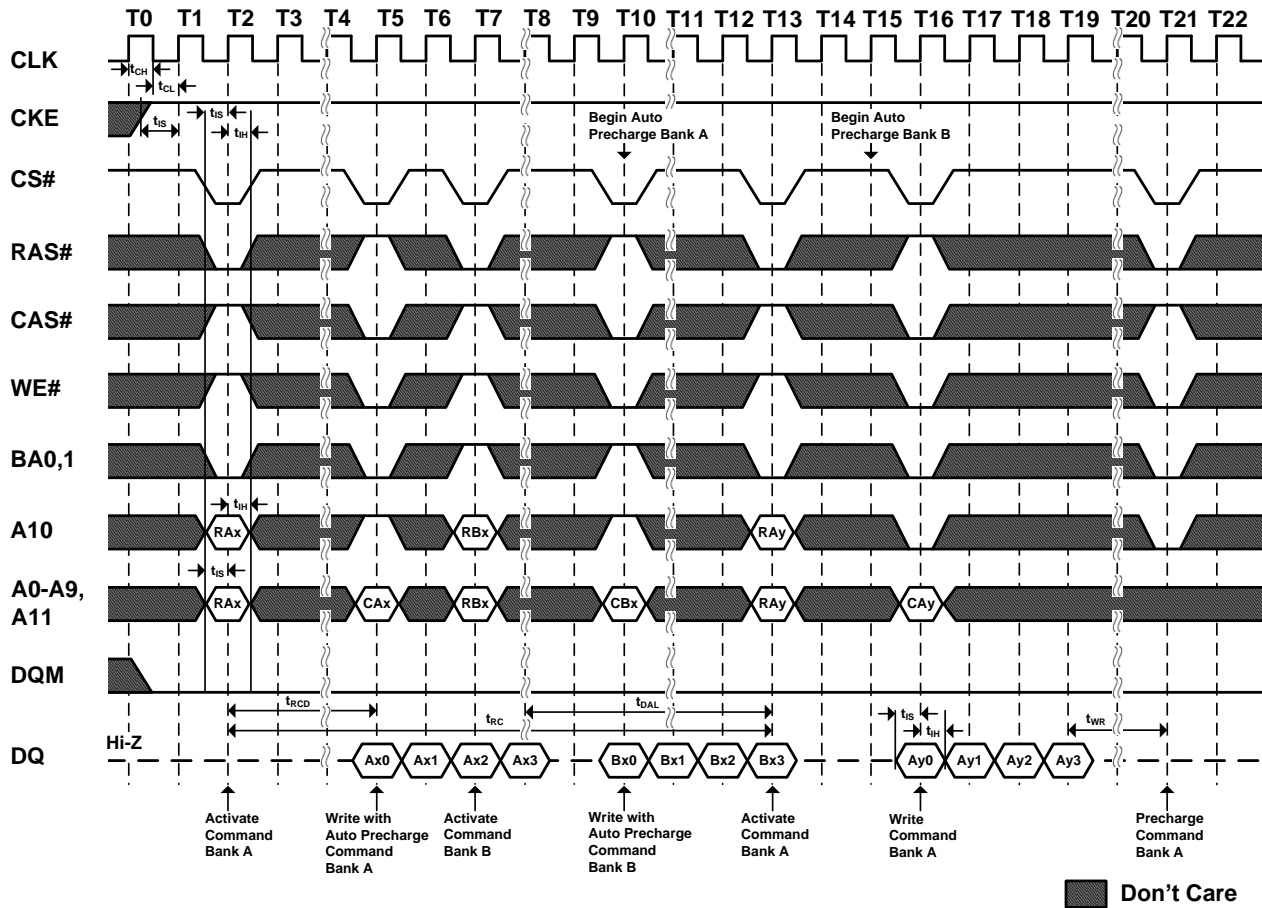 T0 T1 T2 T3 T4 T5 T6 T7 T8 T9 T10 T11 T12 T13 T14 T15 T16 T17 T18 T19 T20 T21 T22
CLK
tCH
tCL
CKE
tIS
tIS
tIH
Begin Auto
Precharge Bank A
Begin Auto
Precharge Bank B
CS#
RAS#
CAS#
WE#
BA0,1
tIH
A10
RAx RBx RAy
tIS
A0-A9,
A11
RAx CAx RBx CBx RAy CAy
DQM
tRCD
tDAL
tRC
tIS
tIH
tWR
Hi-Z
DQ
Ax0 Ax1 Ax2 Ax3 Bx0 Bx1 Bx2 Bx3 Ay0 Ay1 Ay2 Ay3
Activate
Command
Bank A
Write with
Auto Precharge
Command
Bank A
Activate
Command
Bank B
Write with
Auto Precharge
Command
Bank B
Activate
Command
Bank A
Write
Command
Bank A
Precharge
Command
Bank A
Don't Care